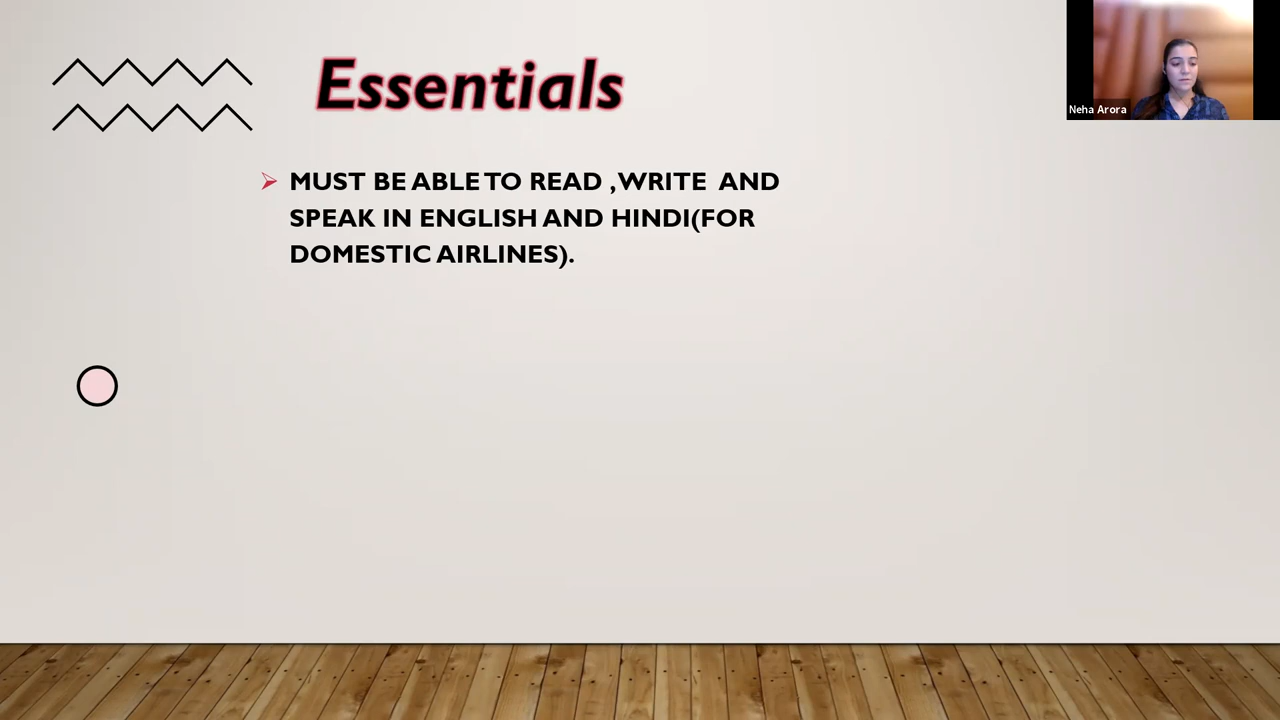 Essentials
Neha Arora
MUST BE ABLE TO READ ,WRITE AND
SPEAK IN ENGLISH AND HINDI(FOR
DOMESTIC AIRLINES).